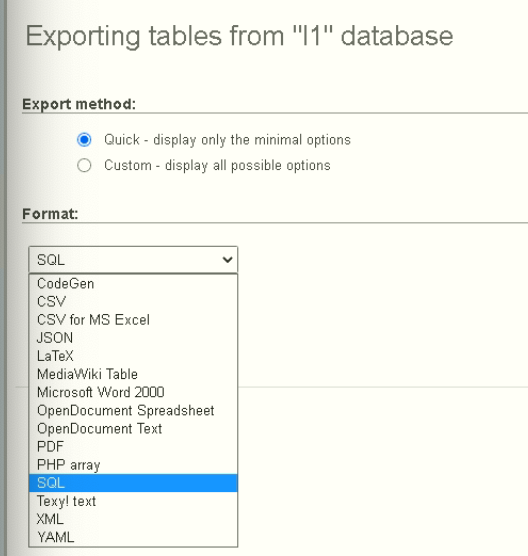 Exporting tables from "l1" database
Export method:
Quick - display only the minimal options
Custom - display all possible options
Format:
SQL
CodeGen
CSV
CSV for MS Excel
JSON
LaTeX
MediaWiki Table
Microsoft Word 2000
OpenDocument Spreadsheet
OpenDocument Text
PDF
PHP array
SQL
Texy! text
XML
YAML